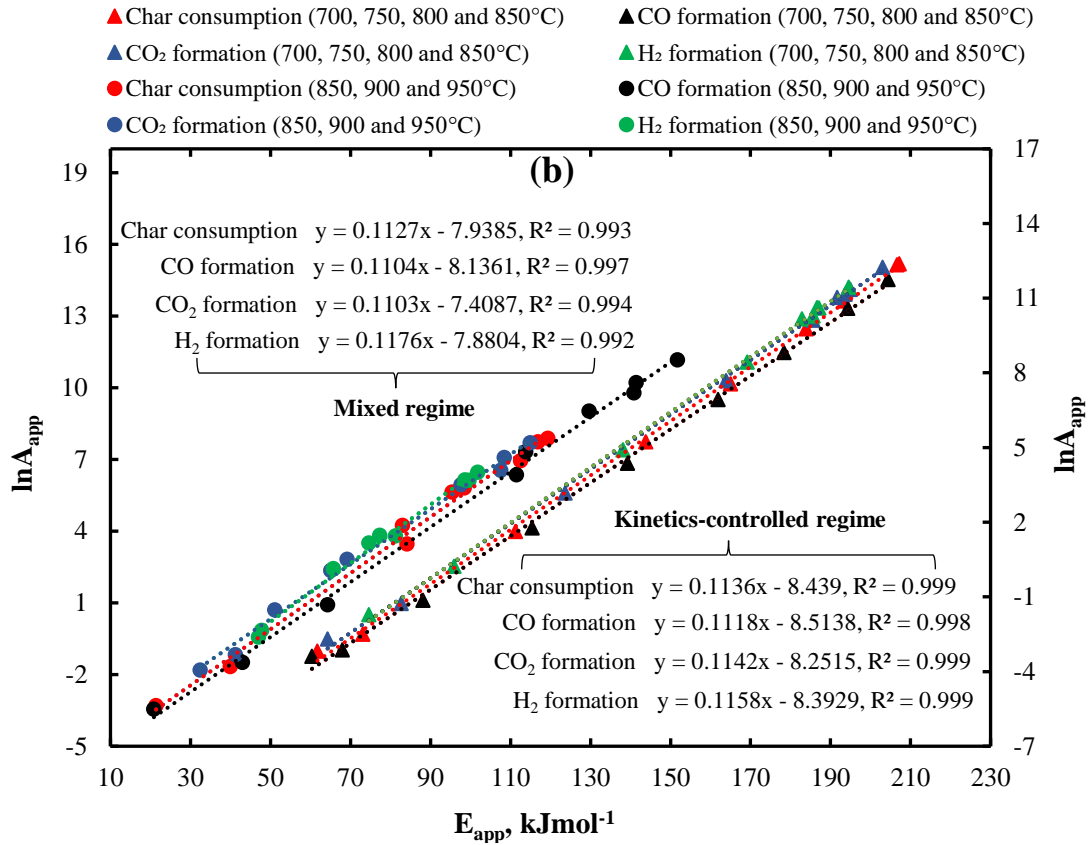 Char consumption (700, 750, 800 and 850°C)
CO formation (700, 750, 800 and 850°C)
CO₂ formation (700, 750, 800 and 850°C)
H₂ formation (700, 750, 800 and 850°C)
Char consumption (850, 900 and 950°C)
CO formation (850, 900 and 950°C)
CO₂ formation (850, 900 and 950°C)
H₂ formation (850, 900 and 950°C)
(b)
19
16
13
10
7
4
1
-2
-5
lnA_app
17
14
11
8
5
2
-1
-4
-7
lnA_app
Char consumption y = 0.1127x - 7.9385, R² = 0.993
CO formation y = 0.1104x - 8.1361, R² = 0.997
CO₂ formation y = 0.1103x - 7.4087, R² = 0.994
H₂ formation y = 0.1176x - 7.8804, R² = 0.992
Mixed regime
Kinetics-controlled regime
Char consumption y = 0.1136x - 8.439, R² = 0.999
CO formation y = 0.1118x - 8.5138, R² = 0.998
CO₂ formation y = 0.1142x - 8.2515, R² = 0.999
H₂ formation y = 0.1158x - 8.3929, R² = 0.999
10 30 50 70 90 110 130 150 170 190 210 230
E_app, kJmol⁻¹